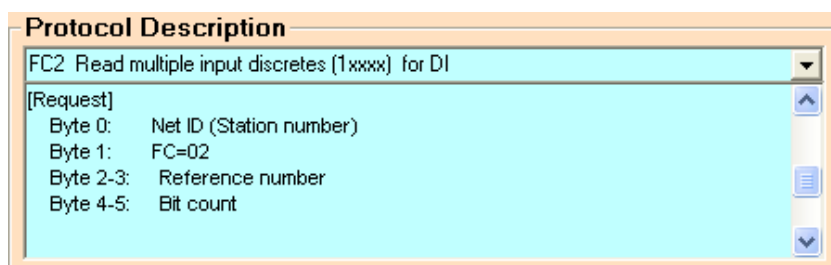 Protocol Description
FC2 Read multiple input discretes (1xxxx) for DI
[Request]
Byte 0: Net ID (Station number)
Byte 1: FC=02
Byte 2-3: Reference number
Byte 4-5: Bit count